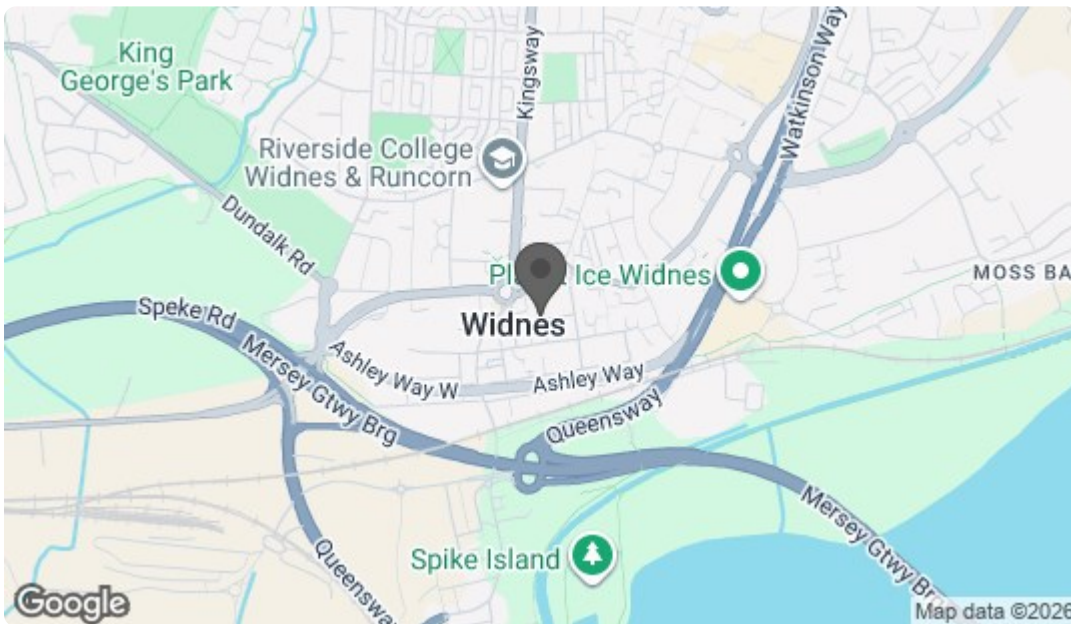 King
George's Park
Kingsway
Watkinson Way
Riverside College
Widnes & Runcorn
Dundalk Rd
Ice Widnes
MOSS BA
Speke Rd
Widnes
Mersey Gtwy Brg
Ashley Way W
Ashley Way
Queensway
Mersey Gtwy Brg
Spike Island
Queensway
Google
Map data ©2026